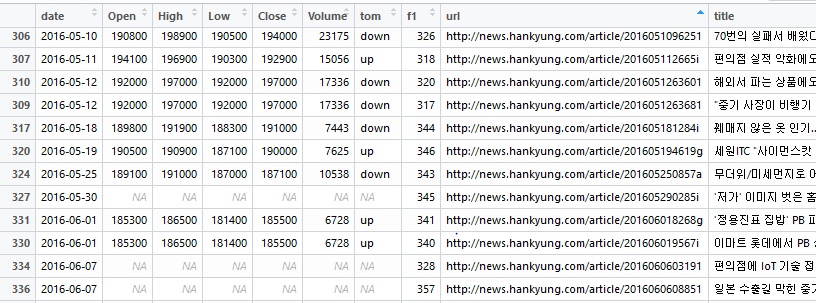 date Open High Low Close Volume tom f1 url title
306 2016-05-10 190800 198900 190500 194000 23175 down 326 http://news.hankyung.com/article/2016051096251 70번의 실패서 배웠다
307 2016-05-11 194100 196900 190300 192900 15056 up 318 http://news.hankyung.com/article/201605112665i 편의점 실적 악화에도
310 2016-05-12 192000 197000 192000 197000 17336 down 320 http://news.hankyung.com/article/2016051263601 해외서 파는 상품에도
309 2016-05-12 192000 197000 192000 197000 17336 down 317 http://news.hankyung.com/article/2016051263681 "중기 사장이 비행기
317 2016-05-18 189800 191900 188300 191000 7443 down 344 http://news.hankyung.com/article/201605181284i 꿰매지 않은 옷 인기..
320 2016-05-19 190500 190900 187100 190000 7625 up 346 http://news.hankyung.com/article/201605194619g 세원ITC "사이먼스캇
324 2016-05-25 189100 191000 187000 187100 10538 down 343 http://news.hankyung.com/article/201605250857a 무더위/미세먼지로
327 2016-05-30 NA NA NA NA NA NA 345 http://news.hankyung.com/article/201605290285i '저가' 이미지 벗은 홈
331 2016-06-01 185300 186500 181400 185500 6728 up 341 http://news.hankyung.com/article/201606018268g '정용진표 집밥' PB 피
330 2016-06-01 185300 186500 181400 185500 6728 up 340 http://news.hankyung.com/article/201606019567i 이마트 롯데에서 PB
334 2016-06-07 NA NA NA NA NA NA 328 http://news.hankyung.com/article/2016060603191 편의점에 IoT 기술 접
336 2016-06-07 NA NA NA NA NA NA 357 http://news.hankyung.com/article/2016060608851 일본 수출길 막힌 중기